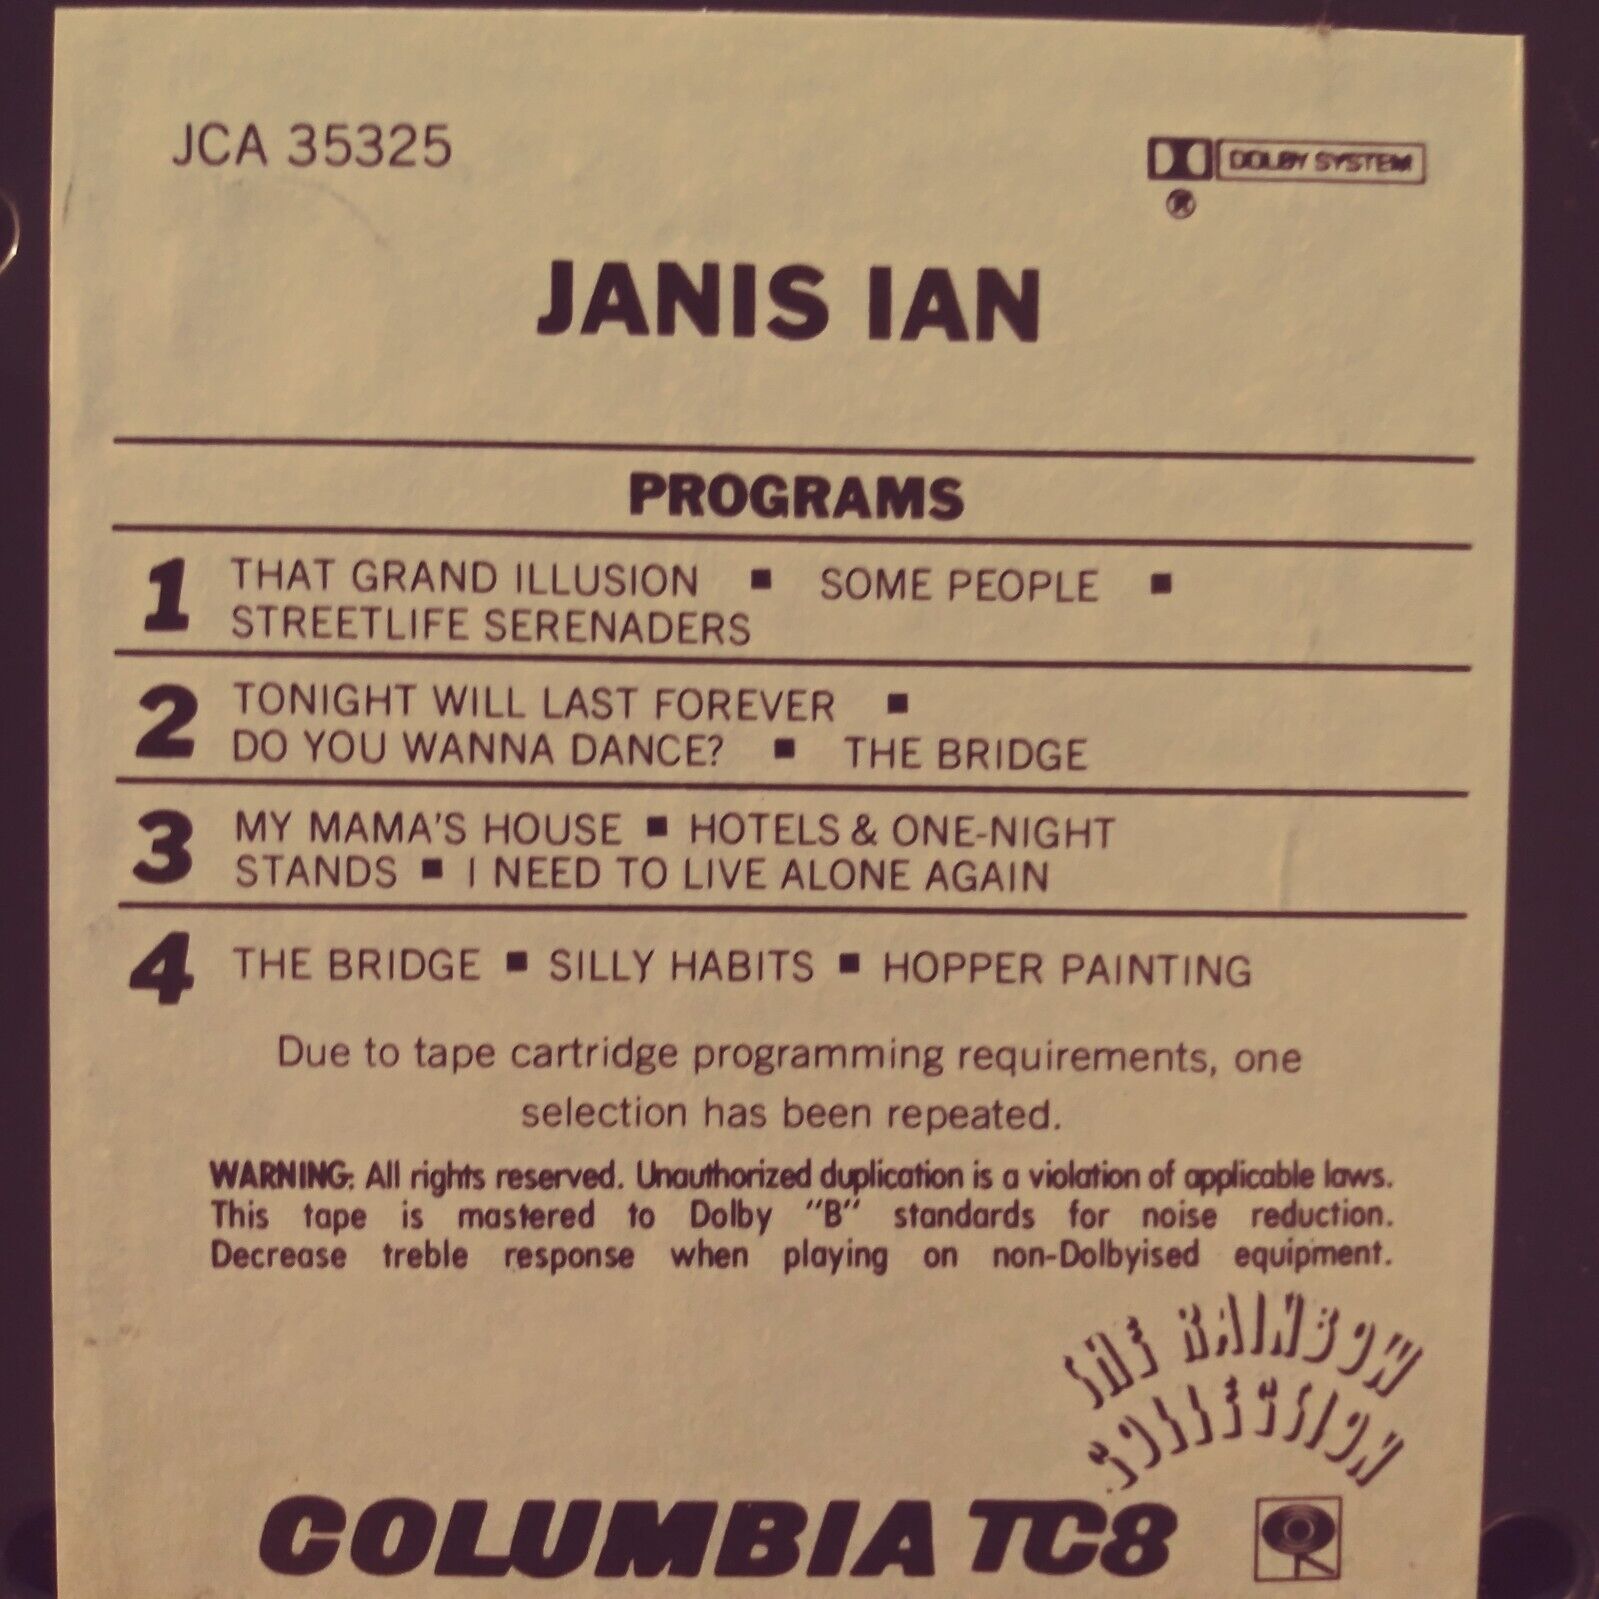 JCA 35325
DOLBY SYSTEM
®
JANIS IAN
PROGRAMS
1 THAT GRAND ILLUSION ■ SOME PEOPLE ■
STREETLIFE SERENADERS
2 TONIGHT WILL LAST FOREVER ■
DO YOU WANNA DANCE? ■ THE BRIDGE
3 MY MAMA'S HOUSE ■ HOTELS & ONE-NIGHT
STANDS ■ I NEED TO LIVE ALONE AGAIN
4 THE BRIDGE ■ SILLY HABITS ■ HOPPER PAINTING
Due to tape cartridge programming requirements, one
selection has been repeated.
WARNING: All rights reserved. Unauthorized duplication is a violation of applicable laws.
This tape is mastered to Dolby "B" standards for noise reduction.
Decrease treble response when playing on non-Dolbyised equipment.
THE RAINBOW
COLLECTION
COLUMBIA TC8